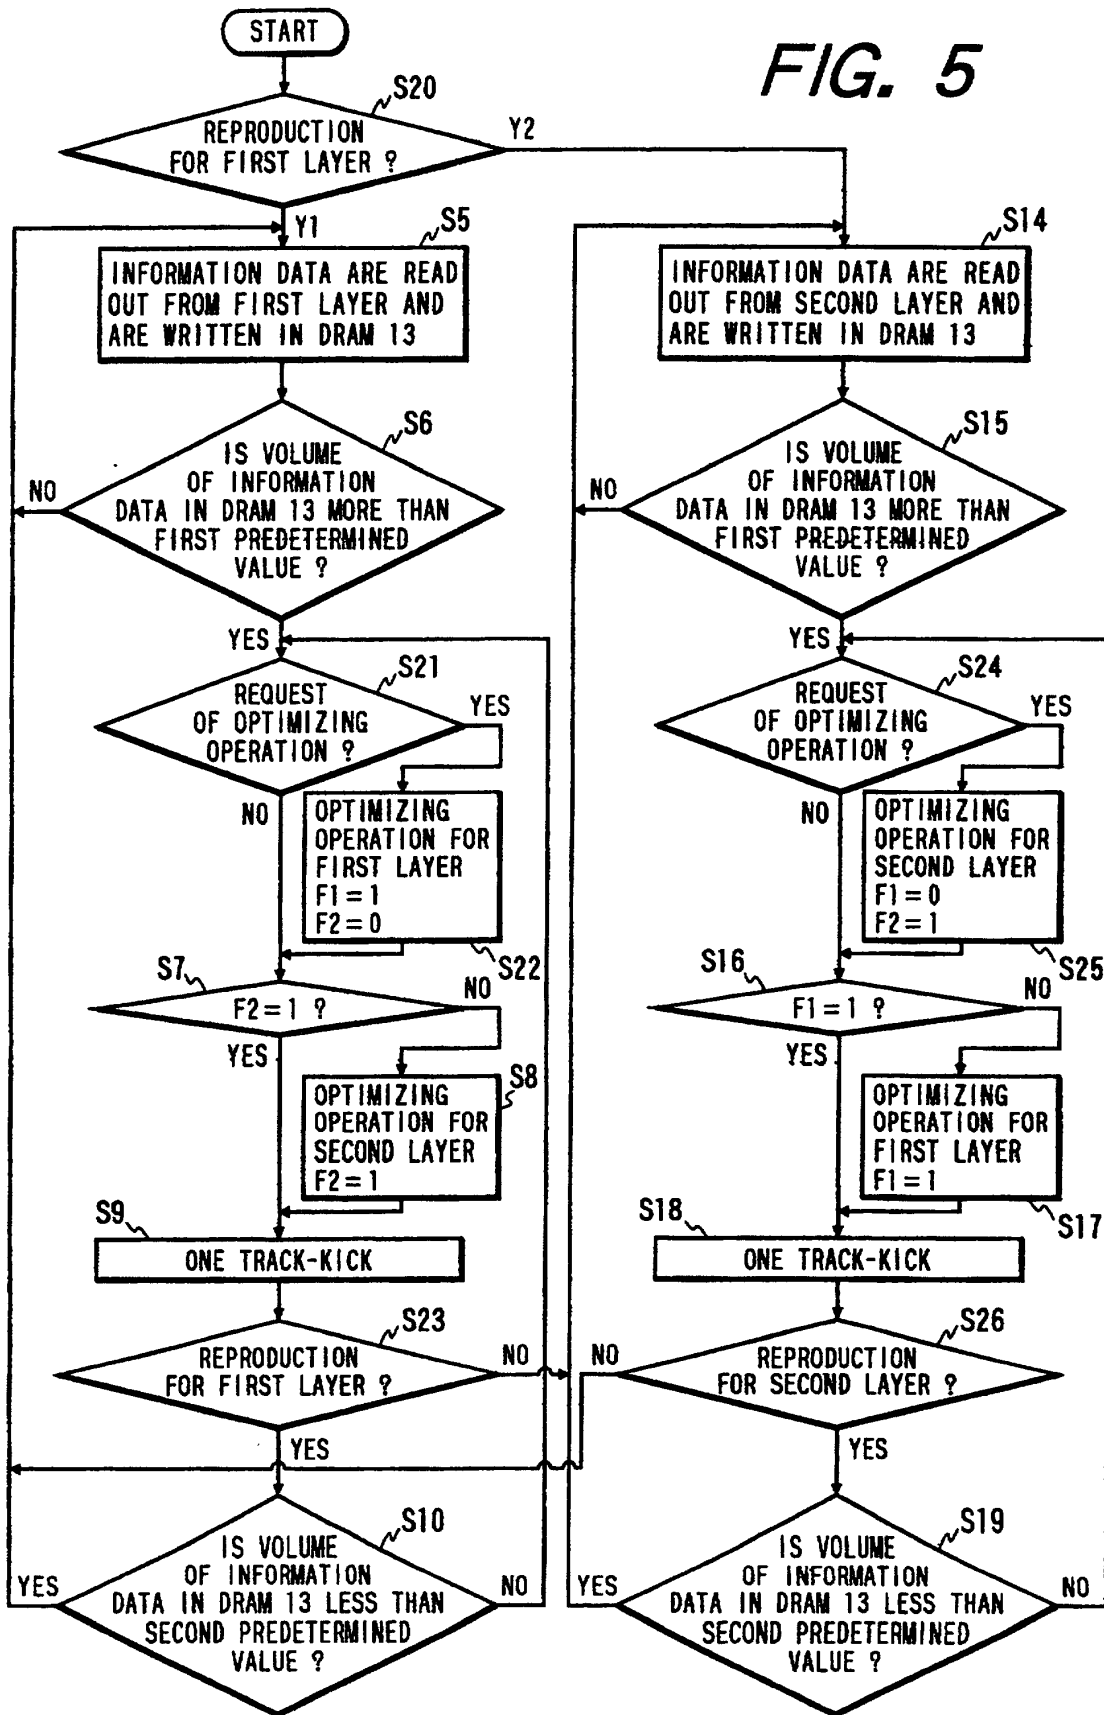 FIG. 5
START
S20
REPRODUCTION
FOR FIRST LAYER ?
Y2
Y1
S5
INFORMATION DATA ARE READ
OUT FROM FIRST LAYER AND
ARE WRITTEN IN DRAM 13
S6
IS VOLUME
OF INFORMATION
DATA IN DRAM 13 MORE THAN
FIRST PREDETERMINED
VALUE ?
NO
YES
S21
REQUEST
OF OPTIMIZING
OPERATION ?
YES
NO
OPTIMIZING
OPERATION FOR
FIRST LAYER
F1 = 1
F2 = 0
S22
S7
F2 = 1 ?
NO
YES
S8
OPTIMIZING
OPERATION FOR
SECOND LAYER
F2 = 1
S9
ONE TRACK-KICK
S23
REPRODUCTION
FOR FIRST LAYER ?
NO
YES
S10
IS VOLUME
OF INFORMATION
DATA IN DRAM 13 LESS THAN
SECOND PREDETERMINED
VALUE ?
YES
NO
S14
INFORMATION DATA ARE READ
OUT FROM SECOND LAYER AND
ARE WRITTEN IN DRAM 13
S15
IS VOLUME
OF INFORMATION
DATA IN DRAM 13 MORE THAN
FIRST PREDETERMINED
VALUE ?
NO
YES
S24
REQUEST
OF OPTIMIZING
OPERATION ?
YES
NO
OPTIMIZING
OPERATION FOR
SECOND LAYER
F1 = 0
F2 = 1
S25
S16
F1 = 1 ?
NO
YES
OPTIMIZING
OPERATION FOR
FIRST LAYER
F1 = 1
S17
S18
ONE TRACK-KICK
S26
REPRODUCTION
FOR SECOND LAYER ?
NO
YES
S19
IS VOLUME
OF INFORMATION
DATA IN DRAM 13 LESS THAN
SECOND PREDETERMINED
VALUE ?
YES
NO